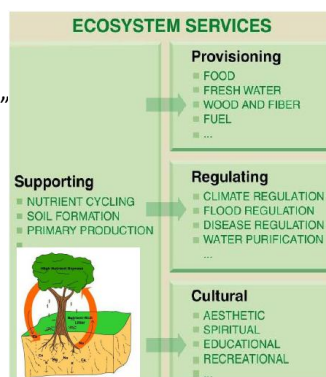 ECOSYSTEM SERVICES
”
Supporting
NUTRIENT CYCLING
SOIL FORMATION
PRIMARY PRODUCTION
Provisioning
FOOD
FRESH WATER
WOOD AND FIBER
FUEL
...
Regulating
CLIMATE REGULATION
FLOOD REGULATION
DISEASE REGULATION
WATER PURIFICATION
...
Cultural
AESTHETIC
SPIRITUAL
EDUCATIONAL
RECREATIONAL
...